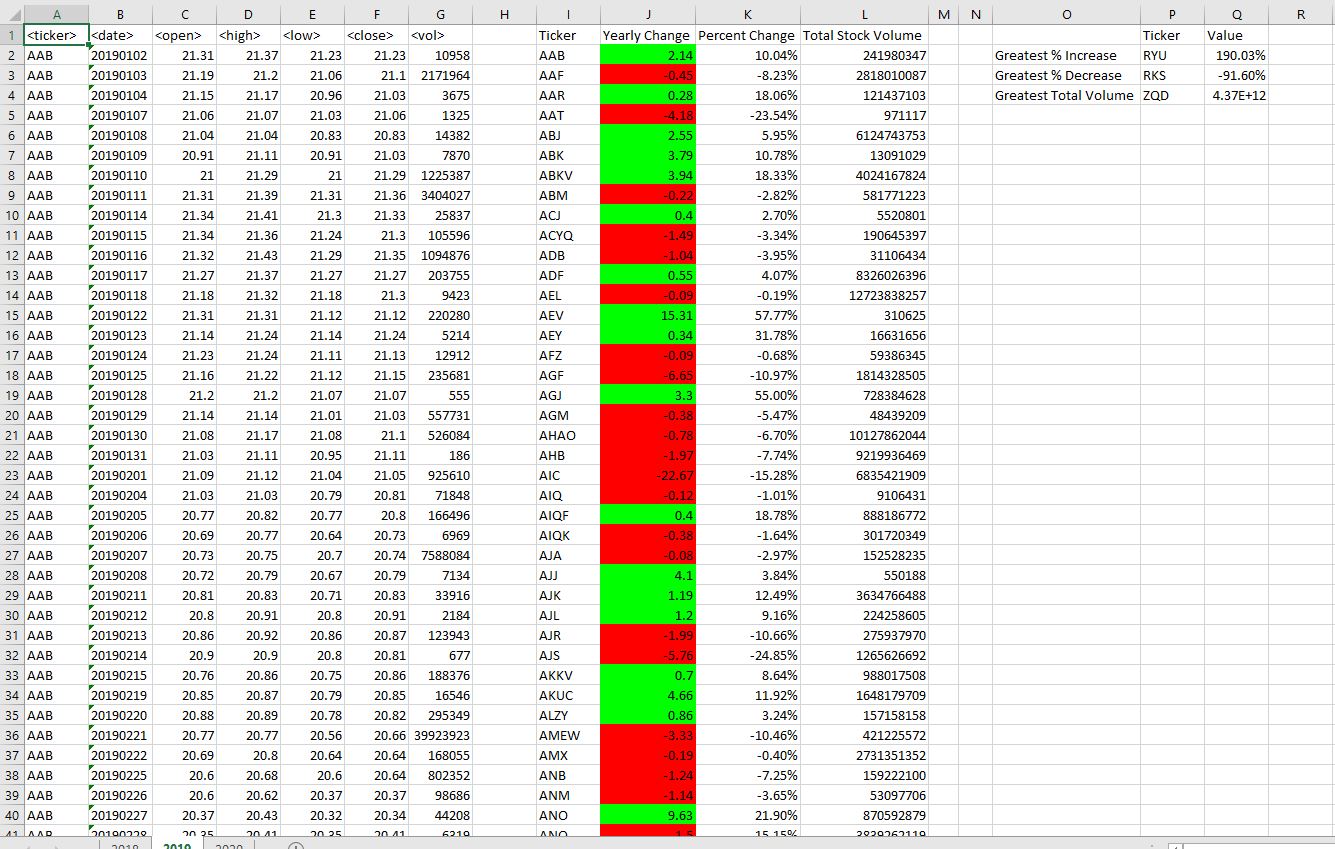 A B C D E F G H I J K L M N O P Q R
1 <ticker> <date> <open> <high> <low> <close> <vol> Ticker Yearly Change Percent Change Total Stock Volume Ticker Value
2 AAB 20190102 21.31 21.37 21.23 21.23 10958 AAB 2.14 10.04% 241980347 Greatest % Increase RYU 190.03%
3 AAB 20190103 21.19 21.2 21.06 21.1 2171964 AAF -0.45 -8.23% 2818010087 Greatest % Decrease RKS -91.60%
4 AAB 20190104 21.15 21.17 20.96 21.03 3675 AAR 0.28 18.06% 121437103 Greatest Total Volume ZQD 4.37E+12
5 AAB 20190107 21.06 21.07 21.03 21.06 1325 AAT -4.18 -23.54% 971117
6 AAB 20190108 21.04 21.04 20.83 20.83 14382 ABJ 2.55 5.95% 6124743753
7 AAB 20190109 20.91 21.11 20.91 21.03 7870 ABK 3.79 10.78% 13091029
8 AAB 20190110 21 21.29 21 21.29 1225387 ABKV 3.94 18.33% 4024167824
9 AAB 20190111 21.31 21.39 21.31 21.36 3404027 ABM -0.22 -2.82% 581771223
10 AAB 20190114 21.34 21.41 21.3 21.33 25837 ACJ 0.4 2.70% 5520801
11 AAB 20190115 21.34 21.36 21.24 21.3 105596 ACYQ -1.49 -3.34% 190645397
12 AAB 20190116 21.32 21.43 21.29 21.35 1094876 ADB -1.04 -3.95% 31106434
13 AAB 20190117 21.27 21.37 21.27 21.27 203755 ADF 0.55 4.07% 8326026396
14 AAB 20190118 21.18 21.32 21.18 21.3 9423 AEL -0.09 -0.19% 12723838257
15 AAB 20190122 21.31 21.31 21.12 21.12 220280 AEV 15.31 57.77% 310625
16 AAB 20190123 21.14 21.24 21.14 21.24 5214 AEY 0.34 31.78% 16631656
17 AAB 20190124 21.23 21.24 21.11 21.13 12912 AFZ -0.09 -0.68% 59386345
18 AAB 20190125 21.16 21.22 21.12 21.15 235681 AGF -6.65 -10.97% 1814328505
19 AAB 20190128 21.2 21.2 21.07 21.07 555 AGJ 3.3 55.00% 728384628
20 AAB 20190129 21.14 21.14 21.01 21.03 557731 AGM -0.38 -5.47% 48439209
21 AAB 20190130 21.08 21.17 21.08 21.1 526084 AHAO -0.78 -6.70% 10127862044
22 AAB 20190131 21.03 21.11 20.95 21.11 186 AHB -1.97 -7.74% 9219936469
23 AAB 20190201 21.09 21.12 21.04 21.05 925610 AIC -22.67 -15.28% 6835421909
24 AAB 20190204 21.03 21.03 20.79 20.81 71848 AIQ -0.12 -1.01% 9106431
25 AAB 20190205 20.77 20.82 20.77 20.8 166496 AIQF 0.4 18.78% 888186772
26 AAB 20190206 20.69 20.77 20.64 20.73 6969 AIQK -0.38 -1.64% 301720349
27 AAB 20190207 20.73 20.75 20.7 20.74 7588084 AJA -0.08 -2.97% 152528235
28 AAB 20190208 20.72 20.79 20.67 20.79 7134 AJJ 4.1 3.84% 550188
29 AAB 20190211 20.81 20.83 20.71 20.83 33916 AJK 1.19 12.49% 3634766488
30 AAB 20190212 20.8 20.91 20.8 20.91 2184 AJL 1.2 9.16% 224258605
31 AAB 20190213 20.86 20.92 20.86 20.87 123943 AJR -1.99 -10.66% 275937970
32 AAB 20190214 20.9 20.9 20.8 20.81 677 AJS -5.76 -24.85% 1265626692
33 AAB 20190215 20.76 20.86 20.75 20.86 188376 AKKV 0.7 8.64% 988017508
34 AAB 20190219 20.85 20.87 20.79 20.85 16546 AKUC 4.66 11.92% 1648179709
35 AAB 20190220 20.88 20.89 20.78 20.82 295349 ALZY 0.86 3.24% 157158158
36 AAB 20190221 20.77 20.77 20.56 20.66 39923923 AMEW -3.33 -10.46% 421225572
37 AAB 20190222 20.69 20.8 20.64 20.64 168055 AMX -0.19 -0.40% 2731351352
38 AAB 20190225 20.6 20.68 20.6 20.64 802352 ANB -1.24 -7.25% 159222100
39 AAB 20190226 20.6 20.62 20.37 20.37 98686 ANM -1.14 -3.65% 53097706
40 AAB 20190227 20.37 20.43 20.32 20.34 44208 ANO 9.63 21.90% 870592879
41 AAB 20190228 20.35 20.41 20.35 20.41 6319
2018 2019 2020